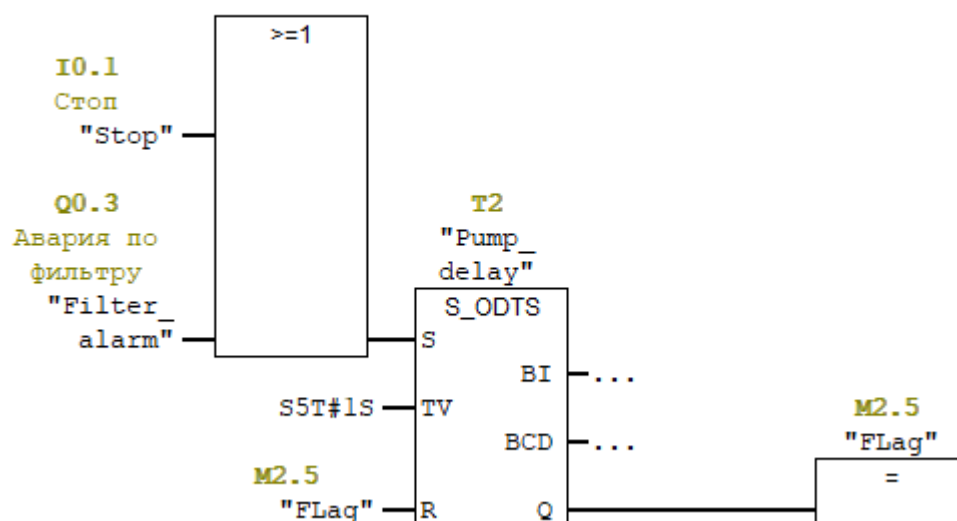 >=1
I0.1
Стоп
"Stop"
Q0.3
Авария по
фильтру
"Filter_
alarm"
T2
"Pump_
delay"
S_ODTS
S
BI
...
S5T#1S
TV
BCD
...
M2.5
"FLag"
=
M2.5
"FLag"
R
Q